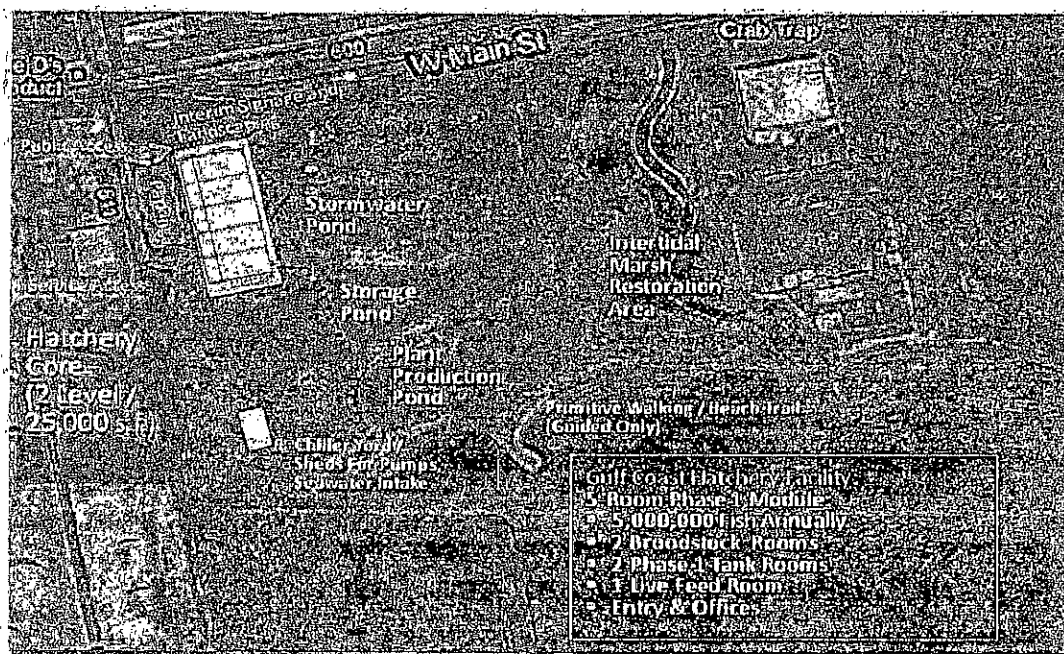 Crab Trap
W Main St
Stormwater
Pond
Storage
Pond
Hatchery
Core
(2 Level /
25,000 s.f.)
Intertidal
Marsh
Restoration
Area
Plant
Production
Pond
Primitive Walking / Beach Trail
(Guided Only)
Chiller Yard /
Sheds For Pumps,
Seawater Intake
Gulf Coast Hatchery Facility
5 Room Phase 1 Module
• 5,000,000 Fish Annually
• 2 Broodstock Rooms
• 2 Phase 1 Tank Rooms
• 1 Live Feed Room
• Entry & Offices